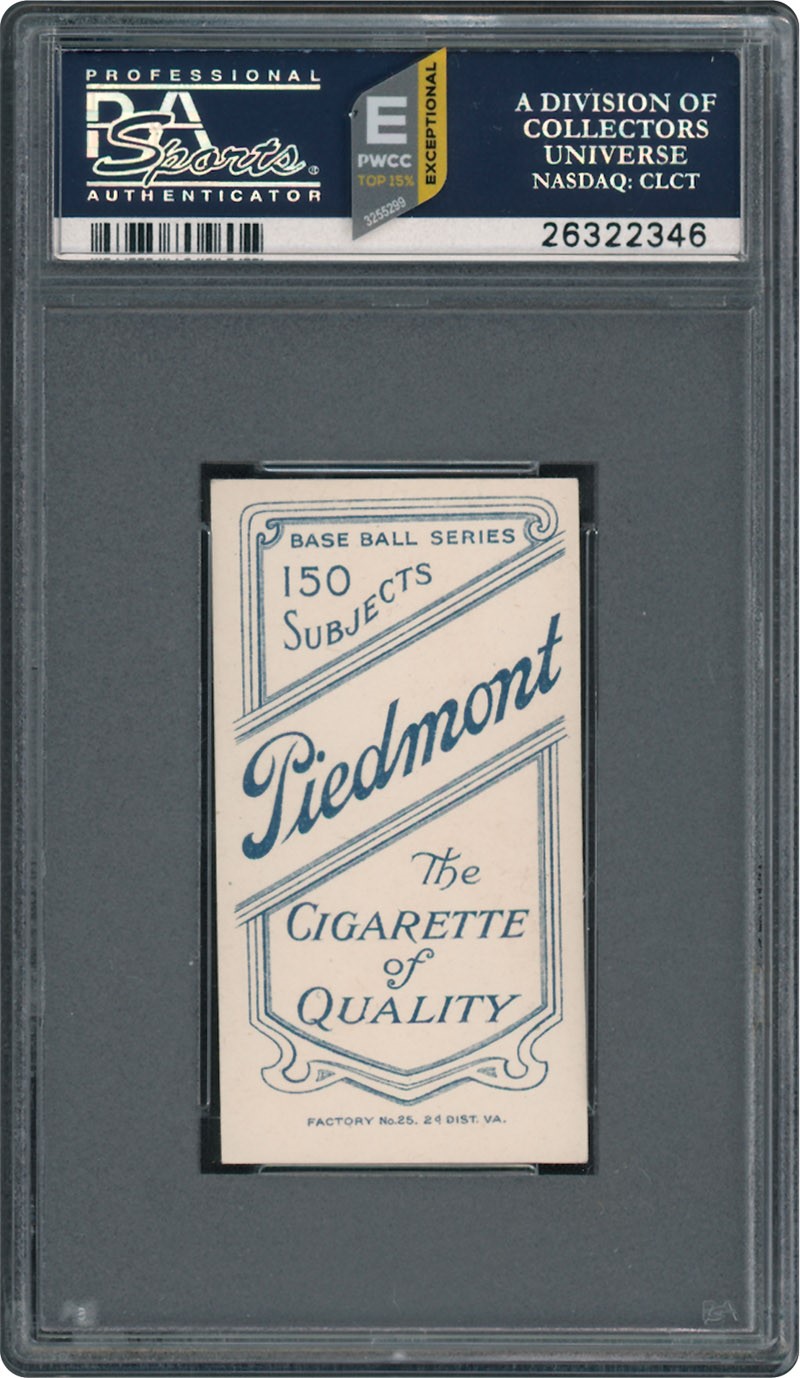 PROFESSIONAL
PSA
Sports
AUTHENTICATOR
E
PWCC
TOP 15%
EXCEPTIONAL
3255299
A DIVISION OF
COLLECTORS
UNIVERSE
NASDAQ: CLCT
26322346
BASE BALL SERIES
150
SUBJECTS
Piedmont
The
CIGARETTE
of
QUALITY
FACTORY No.25. 2d DIST. VA.
PSA